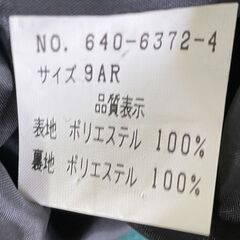 NO. 640-6372-4
サイズ 9AR
品質表示
表地 ポリエステル 100%
裏地 ポリエステル 100%